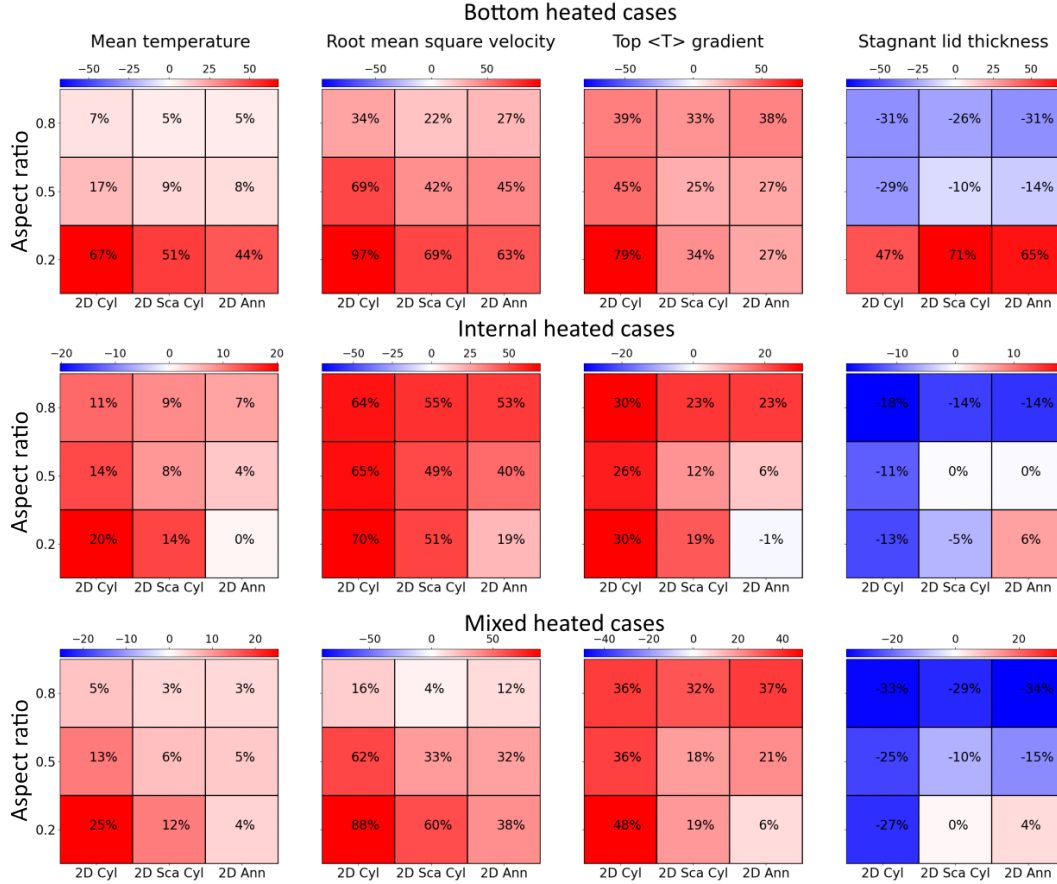 Bottom heated cases
Mean temperature Root mean square velocity Top <T> gradient Stagnant lid thickness
−50 −25 0 25 50 −50 0 50 −50 0 50 −50 0 50
Aspect ratio
0.8 7% 5% 5% 34% 22% 27% 39% 33% 38% -31% -26% -31%
0.5 17% 9% 8% 69% 42% 45% 45% 25% 27% -29% -10% -14%
0.2 67% 51% 44% 97% 69% 63% 79% 34% 27% 47% 71% 65%
2D Cyl 2D Sca Cyl 2D Ann 2D Cyl 2D Sca Cyl 2D Ann 2D Cyl 2D Sca Cyl 2D Ann 2D Cyl 2D Sca Cyl 2D Ann
Internal heated cases
−20 −10 0 10 20 −50 −25 0 25 50 −20 0 20 −10 0 10
Aspect ratio
0.8 11% 9% 7% 64% 55% 53% 30% 23% 23% -18% -14% -14%
0.5 14% 8% 4% 65% 49% 40% 26% 12% 6% -11% 0% 0%
0.2 20% 14% 0% 70% 51% 19% 30% 19% -1% -13% -5% 6%
2D Cyl 2D Sca Cyl 2D Ann 2D Cyl 2D Sca Cyl 2D Ann 2D Cyl 2D Sca Cyl 2D Ann 2D Cyl 2D Sca Cyl 2D Ann
Mixed heated cases
−20 −10 0 10 20 −50 0 50 −40 −20 0 20 40 −20 0 20
Aspect ratio
0.8 5% 3% 3% 16% 4% 12% 36% 32% 37% -33% -29% -34%
0.5 13% 6% 5% 62% 33% 32% 36% 18% 21% -25% -10% -15%
0.2 25% 12% 4% 88% 60% 38% 48% 19% 6% -27% 0% 4%
2D Cyl 2D Sca Cyl 2D Ann 2D Cyl 2D Sca Cyl 2D Ann 2D Cyl 2D Sca Cyl 2D Ann 2D Cyl 2D Sca Cyl 2D Ann